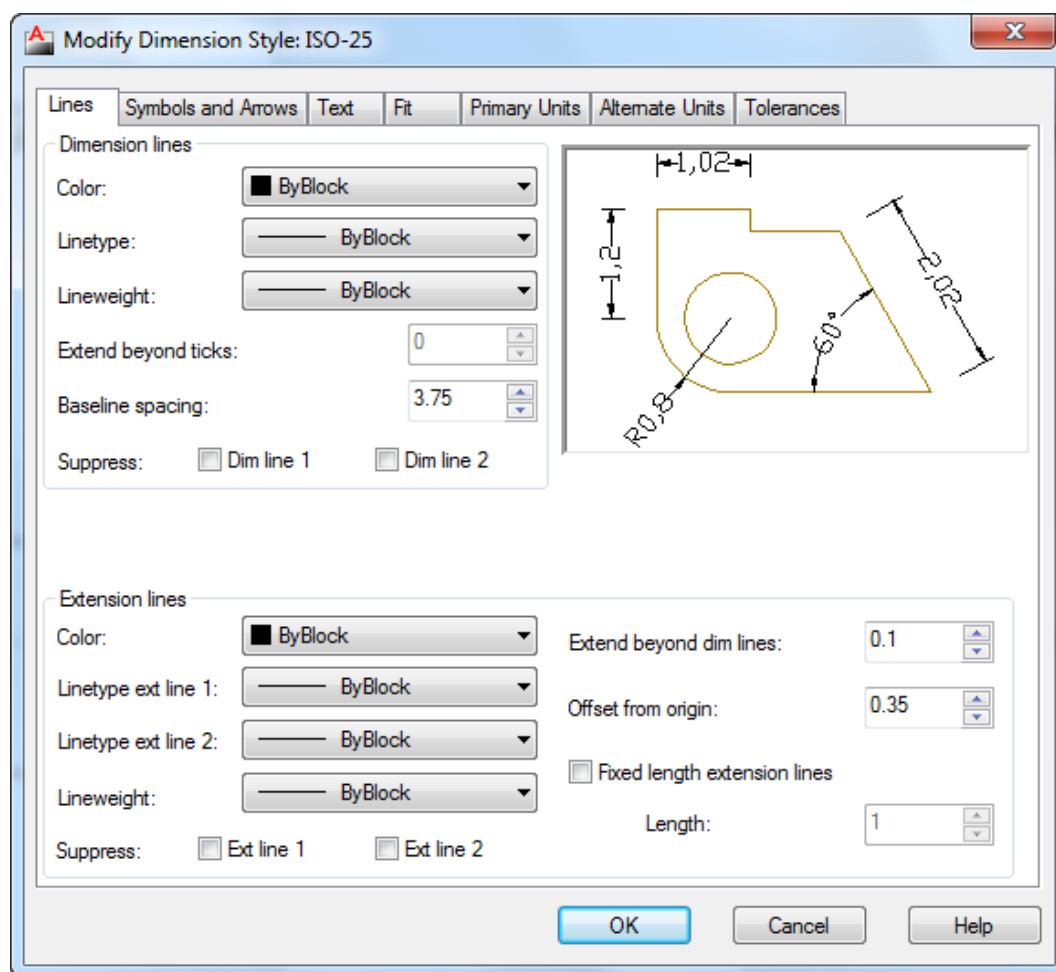 Modify Dimension Style: ISO-25
Lines Symbols and Arrows Text Fit Primary Units Alternate Units Tolerances
Dimension lines
Color: ByBlock
Linetype: ByBlock
Lineweight: ByBlock
Extend beyond ticks: 0
Baseline spacing: 3.75
Suppress: Dim line 1 Dim line 2
1,02
1,2
2,02
60°
R0,8
Extension lines
Color: ByBlock
Linetype ext line 1: ByBlock
Linetype ext line 2: ByBlock
Lineweight: ByBlock
Suppress: Ext line 1 Ext line 2
Extend beyond dim lines: 0.1
Offset from origin: 0.35
Fixed length extension lines
Length: 1
OK Cancel Help